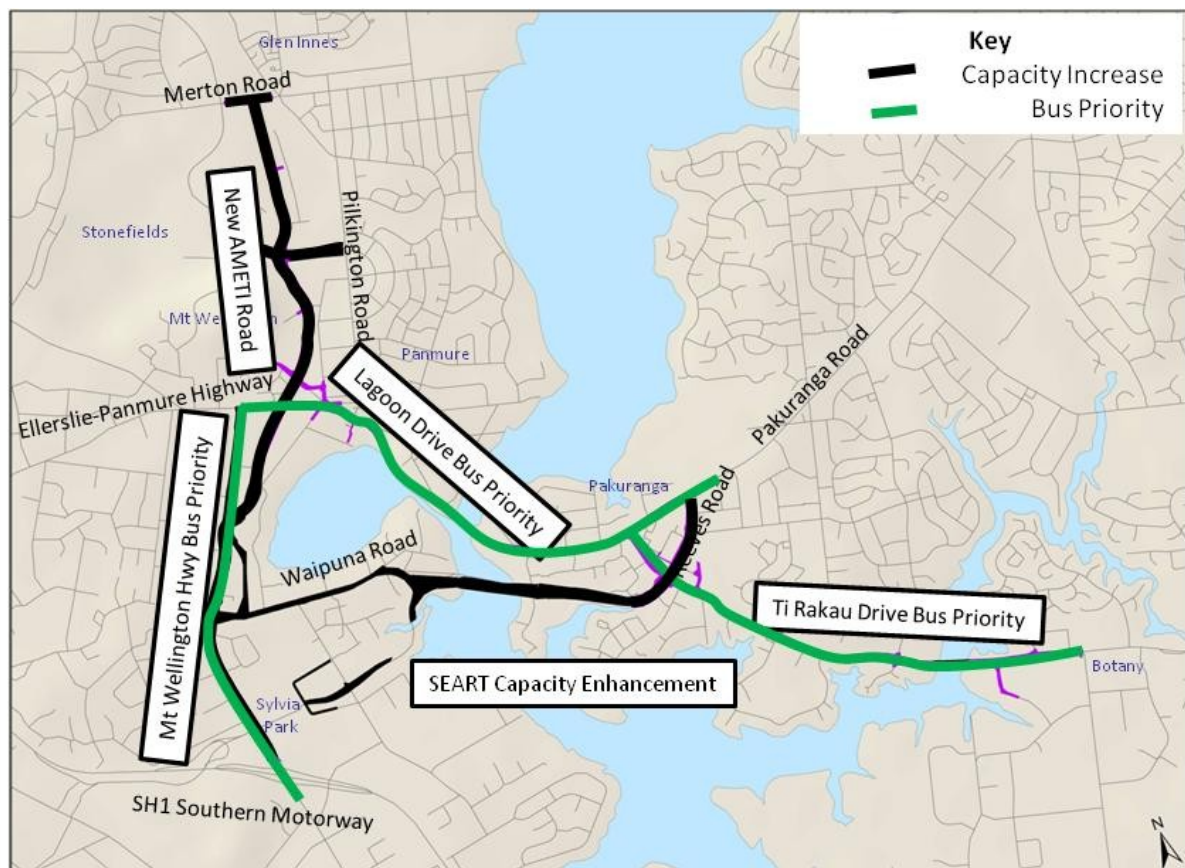 Key
Capacity Increase
Bus Priority
Glen Innes
Merton Road
New AMETI Road
Pilkington Road
Stonefields
Panmure
Ellerslie-Panmure Highway
Lagoon Drive Bus Priority
Pakuranga Road
Mt Wellington Hwy Bus Priority
Pakuranga
Waipuna Road
Ti Rakau Drive Bus Priority
Botany
SEART Capacity Enhancement
Sylvia
Park
SH1 Southern Motorway
N